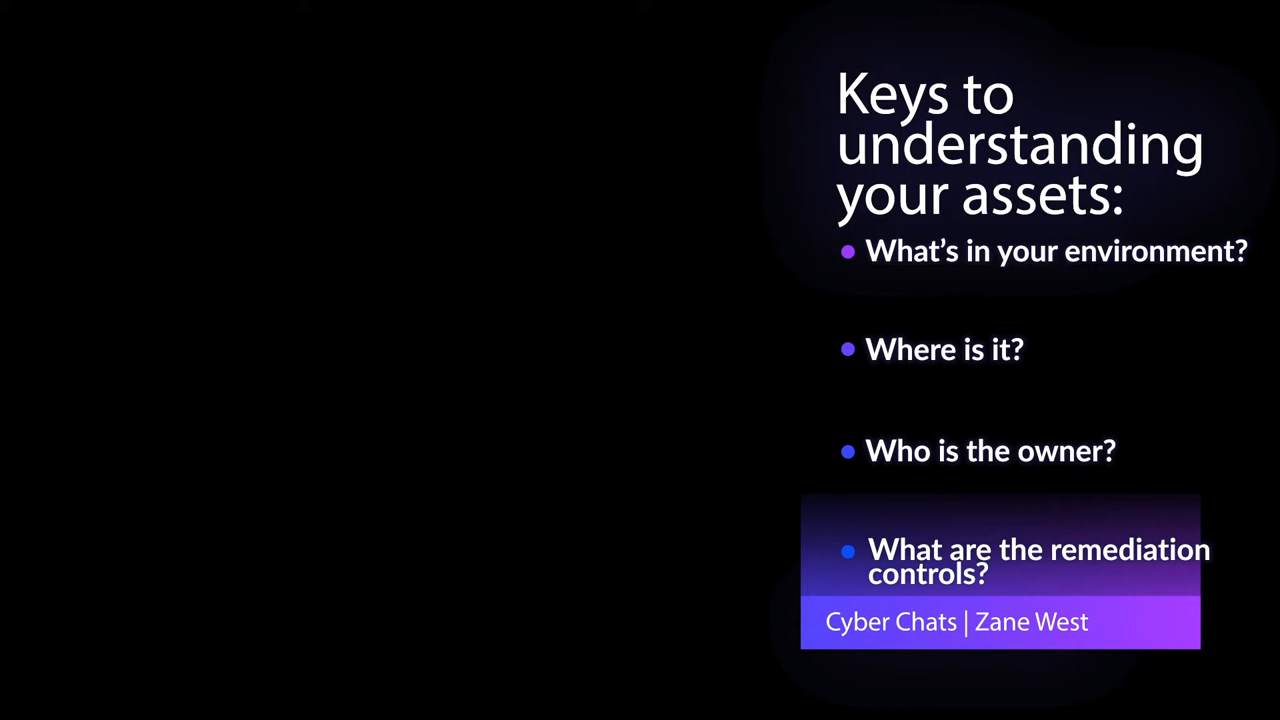 Keys to
understanding
your assets:
What’s in your environment?
Where is it?
Who is the owner?
What are the remediation
controls?
Cyber Chats | Zane West